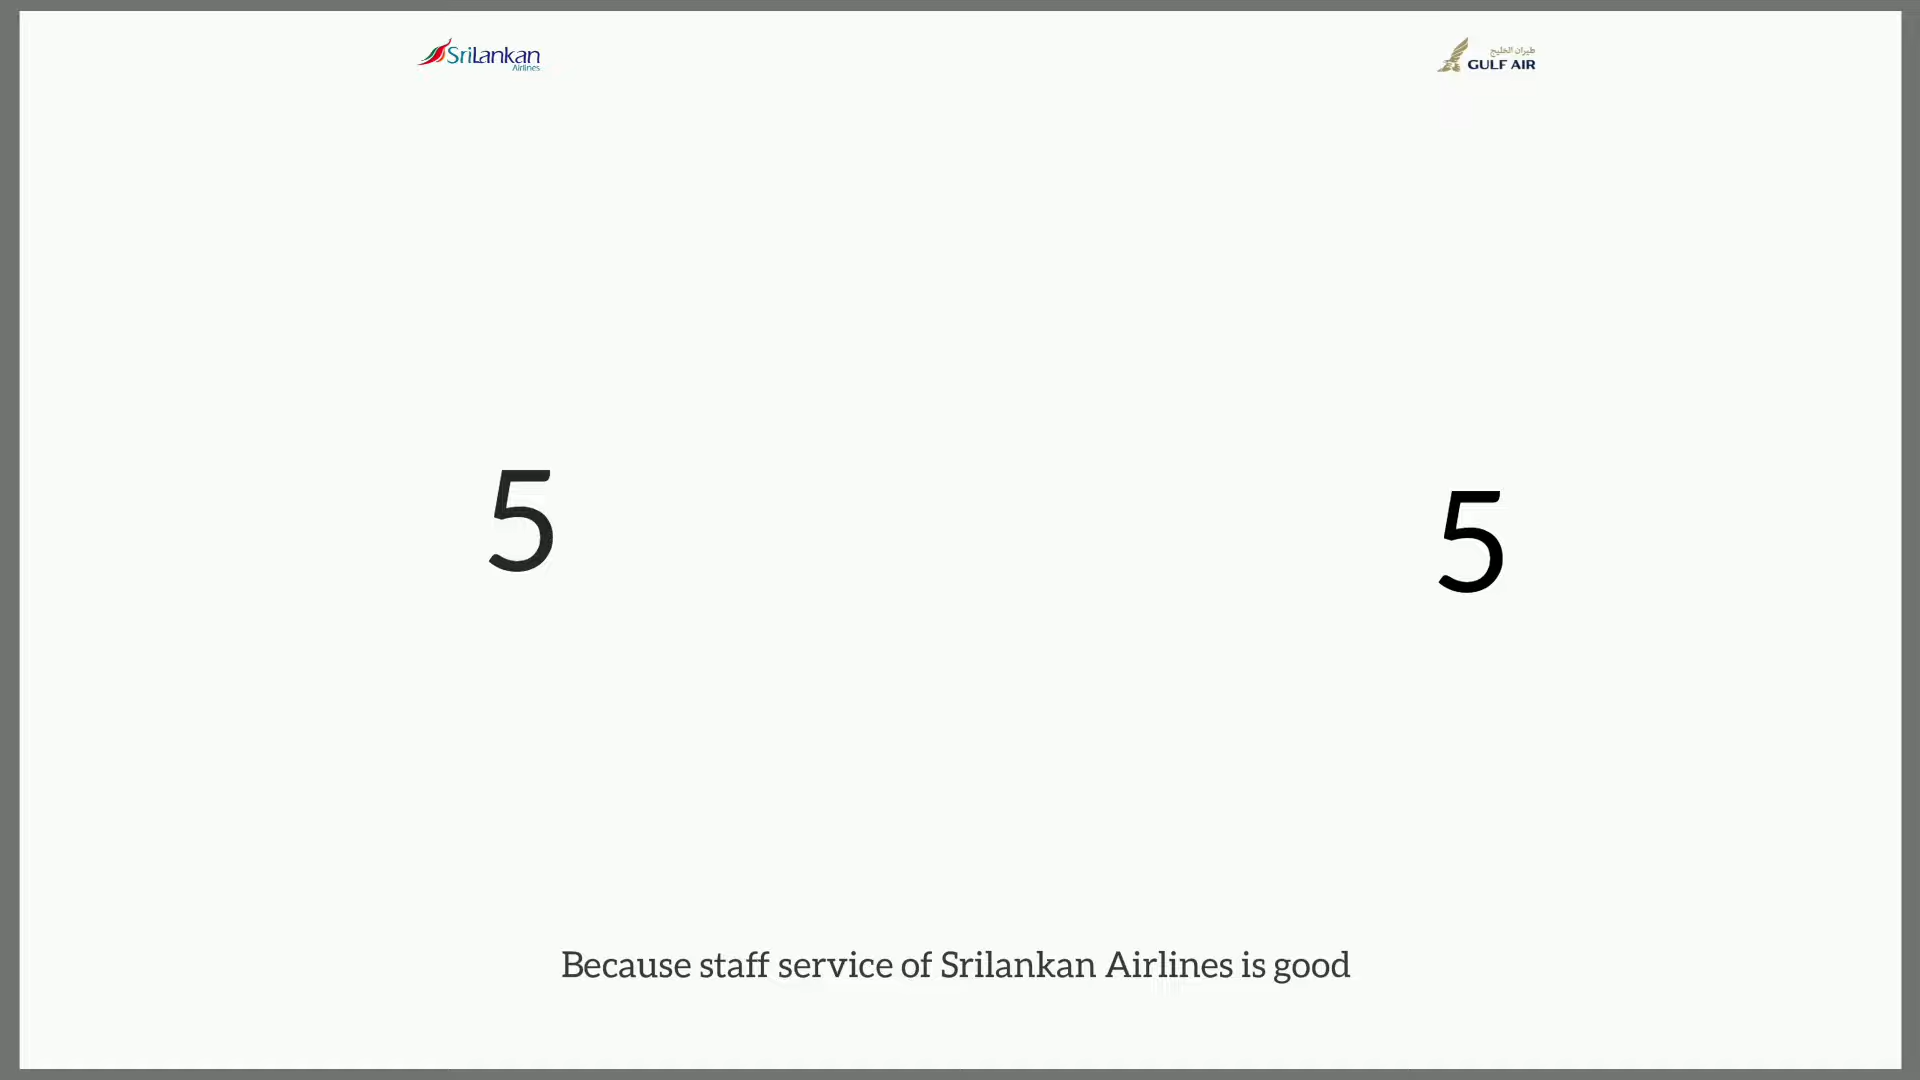 SriLankan
Airlines
طيران الخليج
GULF AIR
5
5
Because staff service of Srilankan Airlines is good